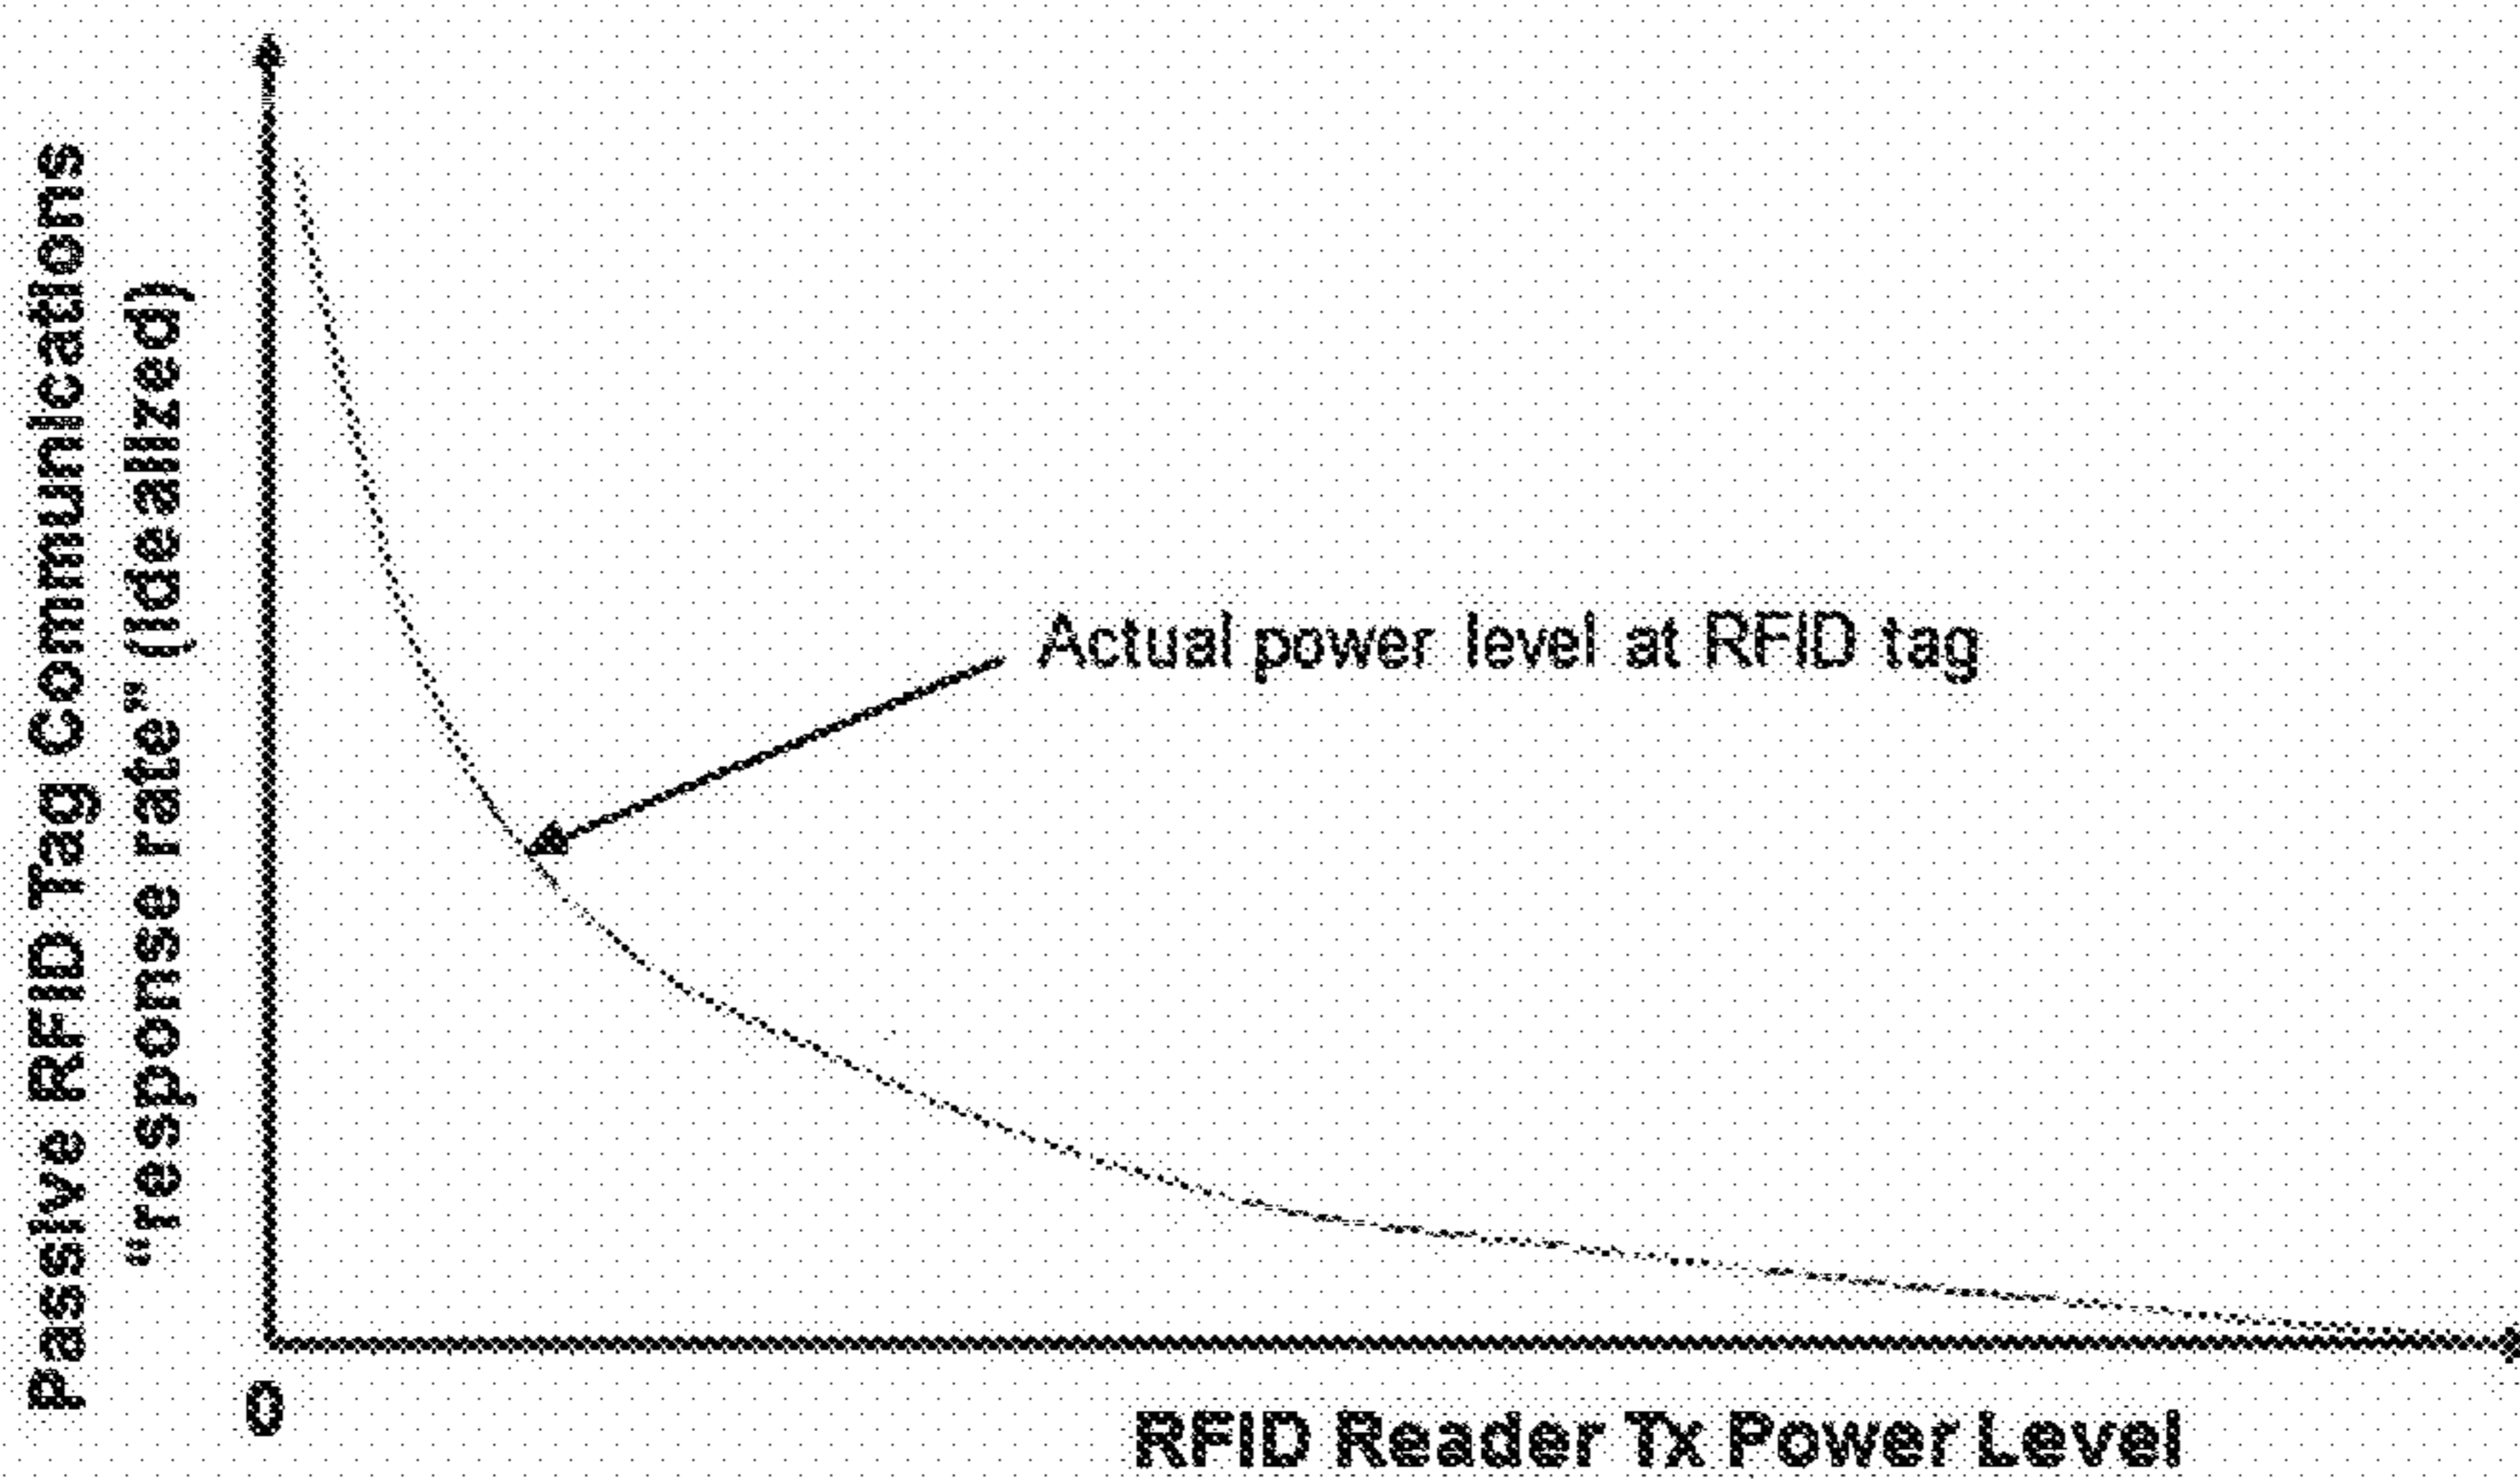 Passive RFID Tag Communications
“response rate” (Idealized)
Actual power level at RFID tag
0
RFID Reader Tx Power Level